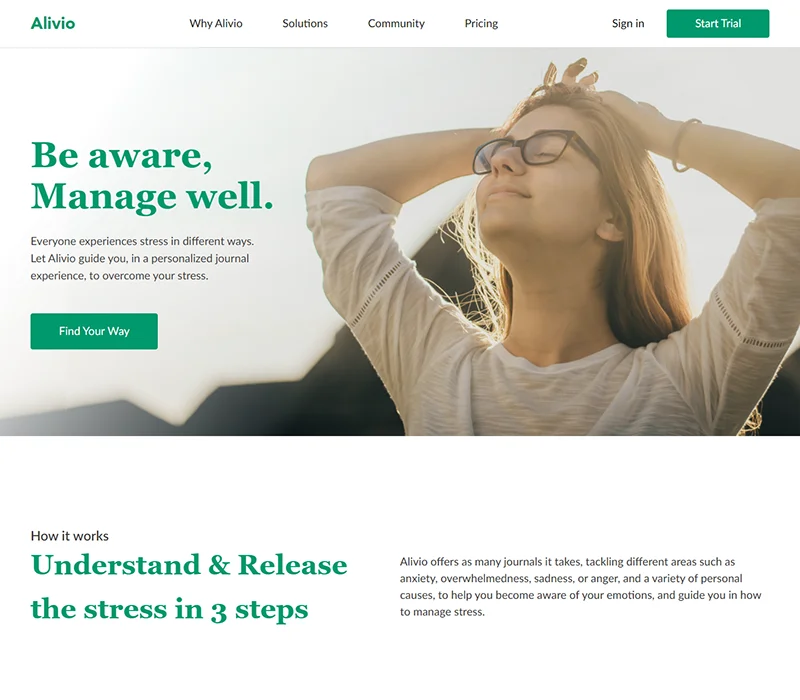 Alivio
Why Alivio
Solutions
Community
Pricing
Sign in
Start Trial
Be aware,
Manage well.
Everyone experiences stress in different ways.
Let Alivio guide you, in a personalized journal
experience, to overcome your stress.
Find Your Way
How it works
Understand & Release
the stress in 3 steps
Alivio offers as many journals it takes, tackling different areas such as
anxiety, overwhelmedness, sadness, or anger, and a variety of personal
causes, to help you become aware of your emotions, and guide you in how
to manage stress.